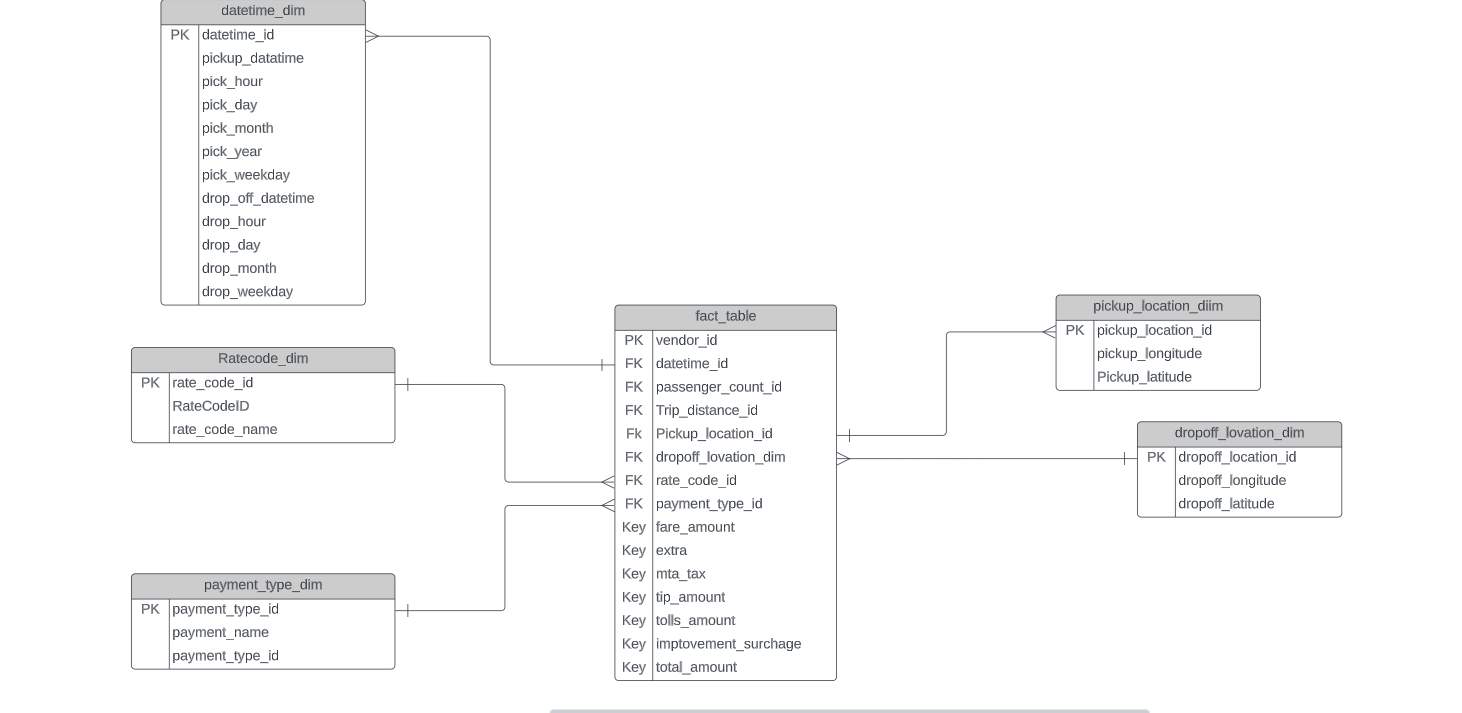 datetime_dim
PK datetime_id
pickup_datatime
pick_hour
pick_day
pick_month
pick_year
pick_weekday
drop_off_datetime
drop_hour
drop_day
drop_month
drop_weekday
Ratecode_dim
PK rate_code_id
RateCodeID
rate_code_name
payment_type_dim
PK payment_type_id
payment_name
payment_type_id
fact_table
PK vendor_id
FK datetime_id
FK passenger_count_id
FK Trip_distance_id
Fk Pickup_location_id
FK dropoff_lovation_dim
FK rate_code_id
FK payment_type_id
Key fare_amount
Key extra
Key mta_tax
Key tip_amount
Key tolls_amount
Key imptovement_surchage
Key total_amount
pickup_location_diim
PK pickup_location_id
pickup_longitude
Pickup_latitude
dropoff_lovation_dim
PK dropoff_location_id
dropoff_longitude
dropoff_latitude